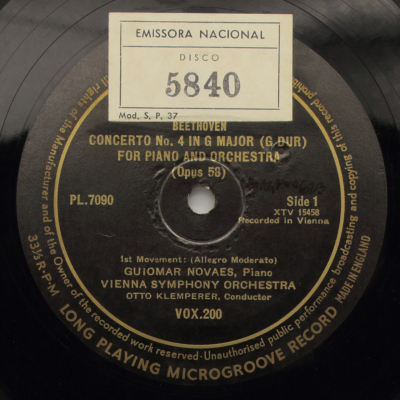 EMISSORA NACIONAL
DISCO
5840
Mod. S. P. 37
BEETHOVEN
CONCERTO No. 4 IN G MAJOR (G DUR)
FOR PIANO AND ORCHESTRA
(Opus 58)
PL.7090
Side 1
XTV 15458
Recorded in Vienna
1st Movement: (Allegro Moderato)
GUIOMAR NOVAES, Piano
VIENNA SYMPHONY ORCHESTRA
OTTO KLEMPERER, Conductor
VOX.200
33⅓ R.P.M
LONG PLAYING MICROGROOVE RECORD
MADE IN ENGLAND
All rights of the Manufacturer and of the Owner of the recorded work reserved-Unauthorised public performance broadcasting and copying of this record prohibited